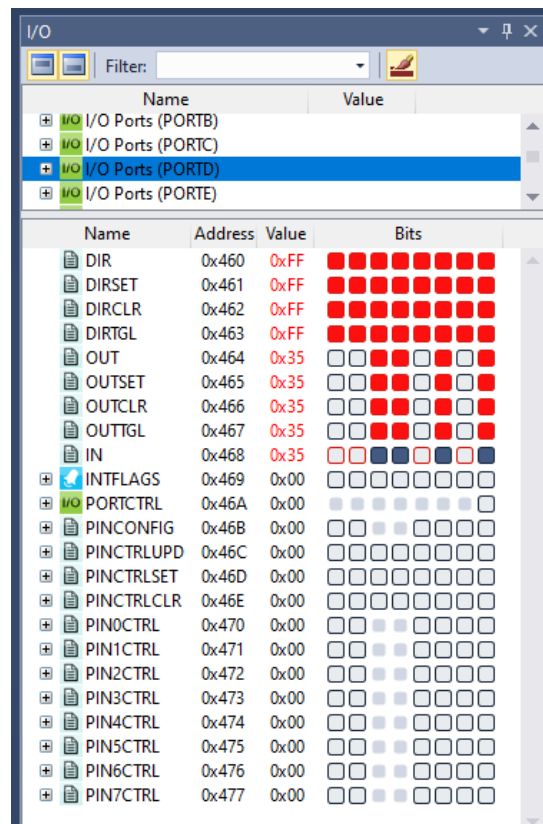 I/O
Filter:
Name Value
I/O I/O Ports (PORTB)
I/O I/O Ports (PORTC)
I/O I/O Ports (PORTD)
I/O I/O Ports (PORTE)
Name Address Value Bits
DIR 0x460 0xFF
DIRSET 0x461 0xFF
DIRCLR 0x462 0xFF
DIRTGL 0x463 0xFF
OUT 0x464 0x35
OUTSET 0x465 0x35
OUTCLR 0x466 0x35
OUTTGL 0x467 0x35
IN 0x468 0x35
INTFLAGS 0x469 0x00
I/O PORTCTRL 0x46A 0x00
PINCONFIG 0x46B 0x00
PINCTRLUPD 0x46C 0x00
PINCTRLSET 0x46D 0x00
PINCTRLCLR 0x46E 0x00
PIN0CTRL 0x470 0x00
PIN1CTRL 0x471 0x00
PIN2CTRL 0x472 0x00
PIN3CTRL 0x473 0x00
PIN4CTRL 0x474 0x00
PIN5CTRL 0x475 0x00
PIN6CTRL 0x476 0x00
PIN7CTRL 0x477 0x00